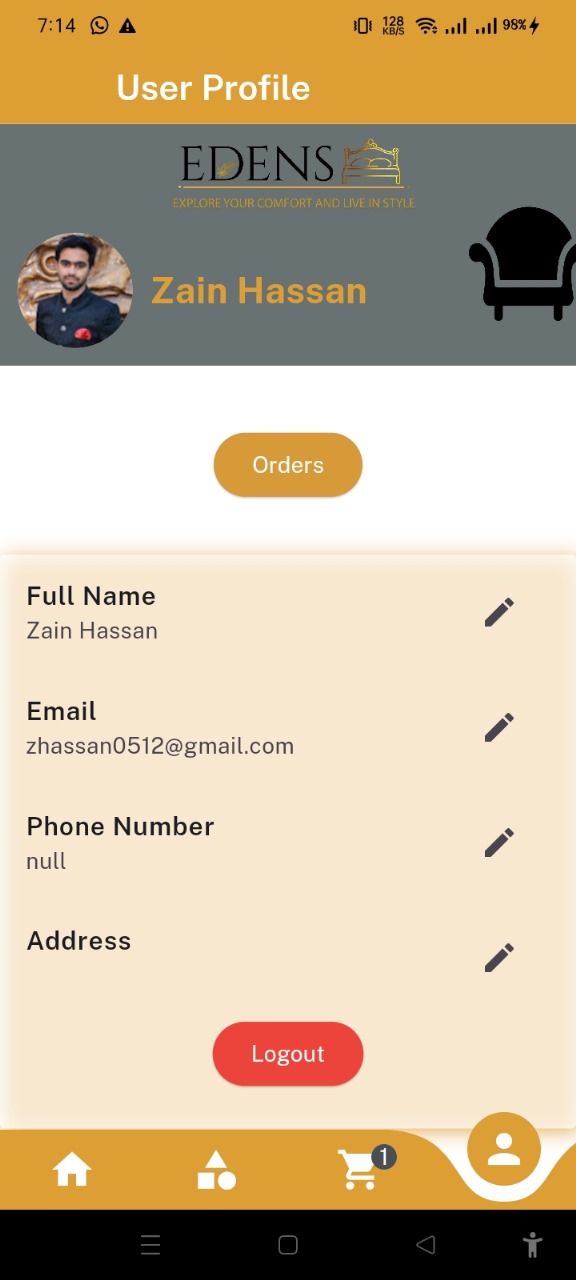 7:14 128 KB/S 98%
User Profile
EDENS
EXPLORE YOUR COMFORT AND LIVE IN STYLE
Zain Hassan
Orders
Full Name
Zain Hassan
Email
zhassan0512@gmail.com
Phone Number
null
Address
Logout
1